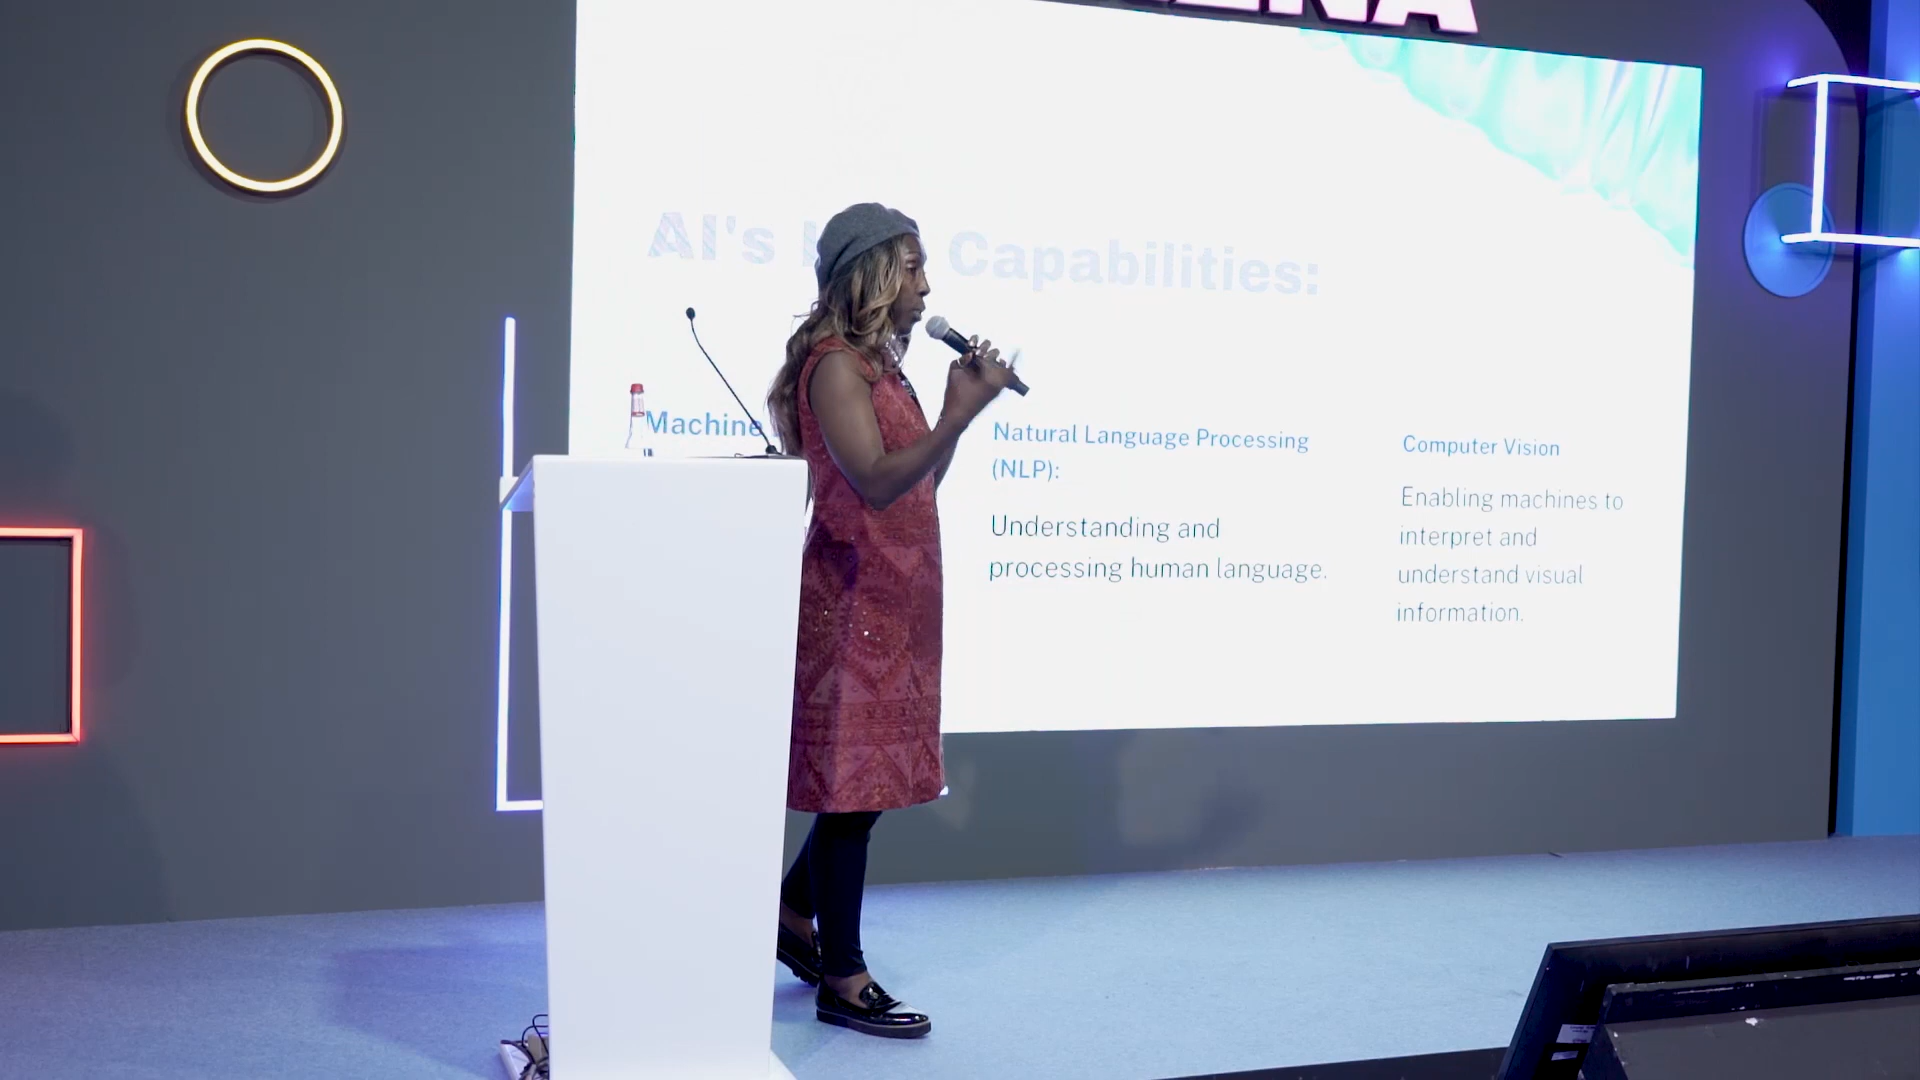 AI's Capabilities:
Machine
Natural Language Processing
(NLP):
Understanding and
processing human language.
Computer Vision
Enabling machines to
interpret and
understand visual
information.